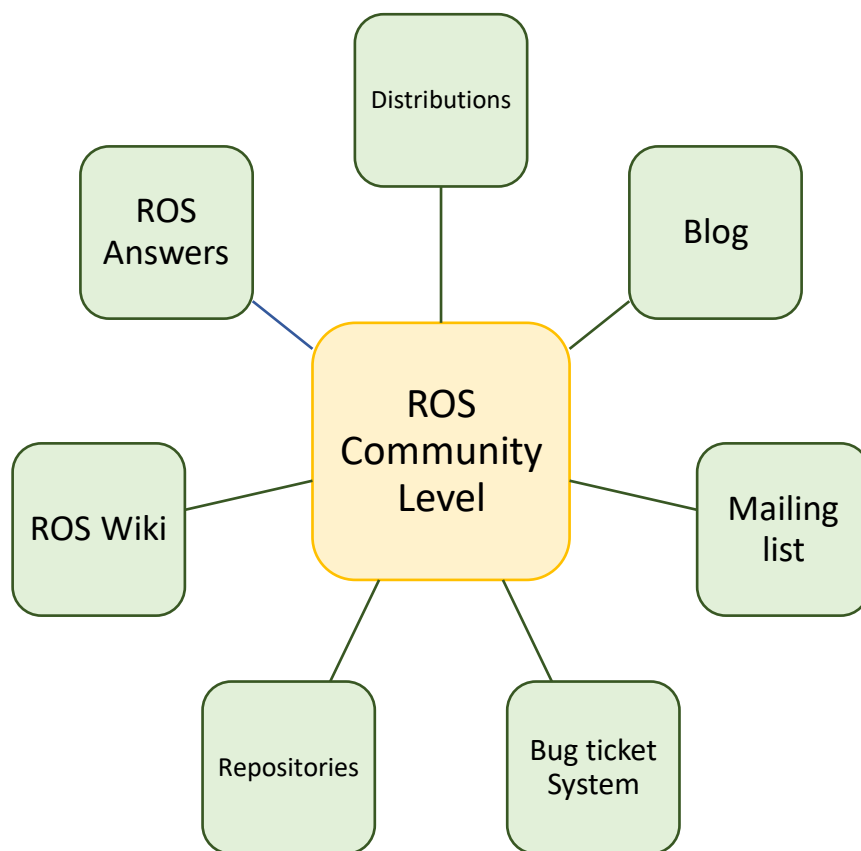 Distributions
ROS
Answers
Blog
ROS
Community
Level
ROS Wiki
Mailing
list
Repositories
Bug ticket
System